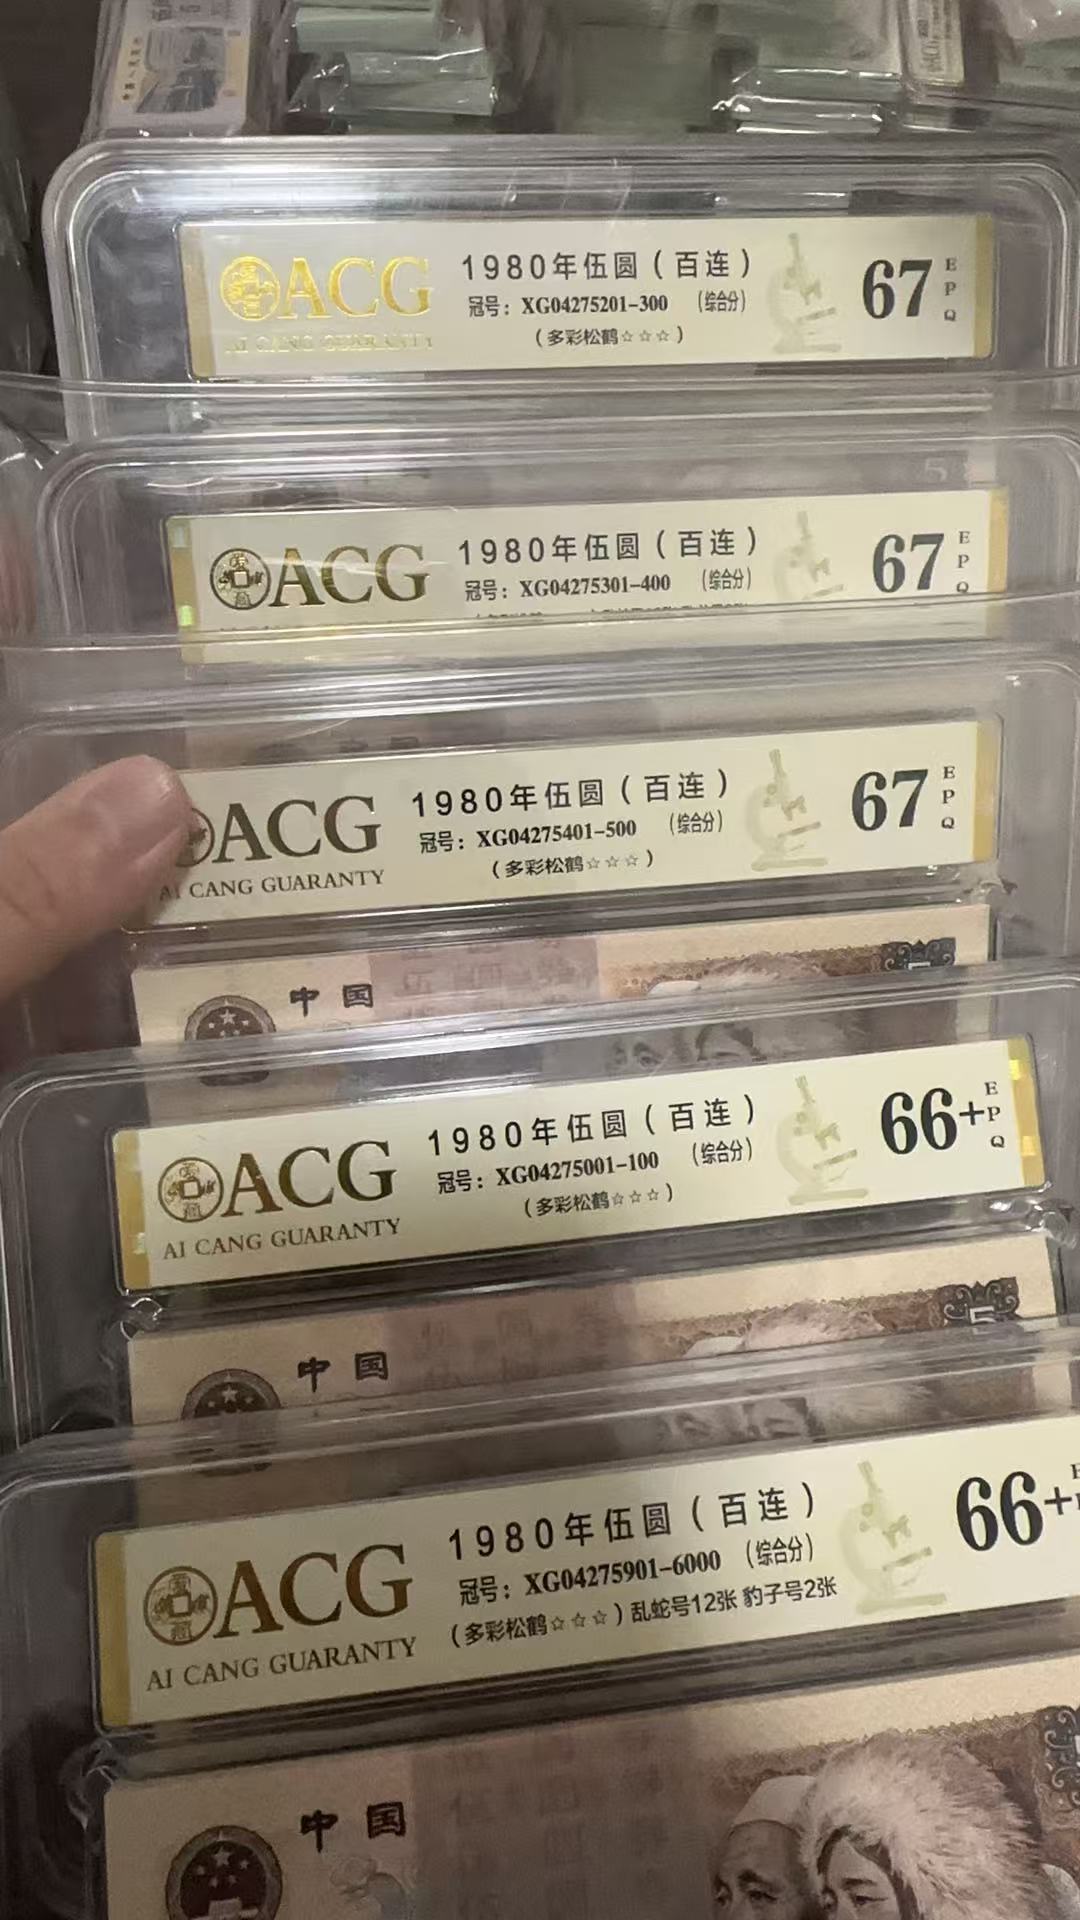 ACG
AI CANG GUARANTY
1980年伍圆（百连）
冠号：XG04275201-300 （综合分）
（多彩松鹤☆☆☆）
67
EPQ
ACG
1980年伍圆（百连）
冠号：XG04275301-400 （综合分）
67
EPQ
ACG
AI CANG GUARANTY
1980年伍圆（百连）
冠号：XG04275401-500 （综合分）
（多彩松鹤☆☆☆）
67
EPQ
中国
ACG
AI CANG GUARANTY
1980年伍圆（百连）
冠号：XG04275001-100 （综合分）
（多彩松鹤☆☆☆）
66+
EPQ
中国
5
ACG
AI CANG GUARANTY
1980年伍圆（百连）
冠号：XG04275901-6000 （综合分）
（多彩松鹤☆☆☆）乱蛇号12张 豹子号2张
66+
中国